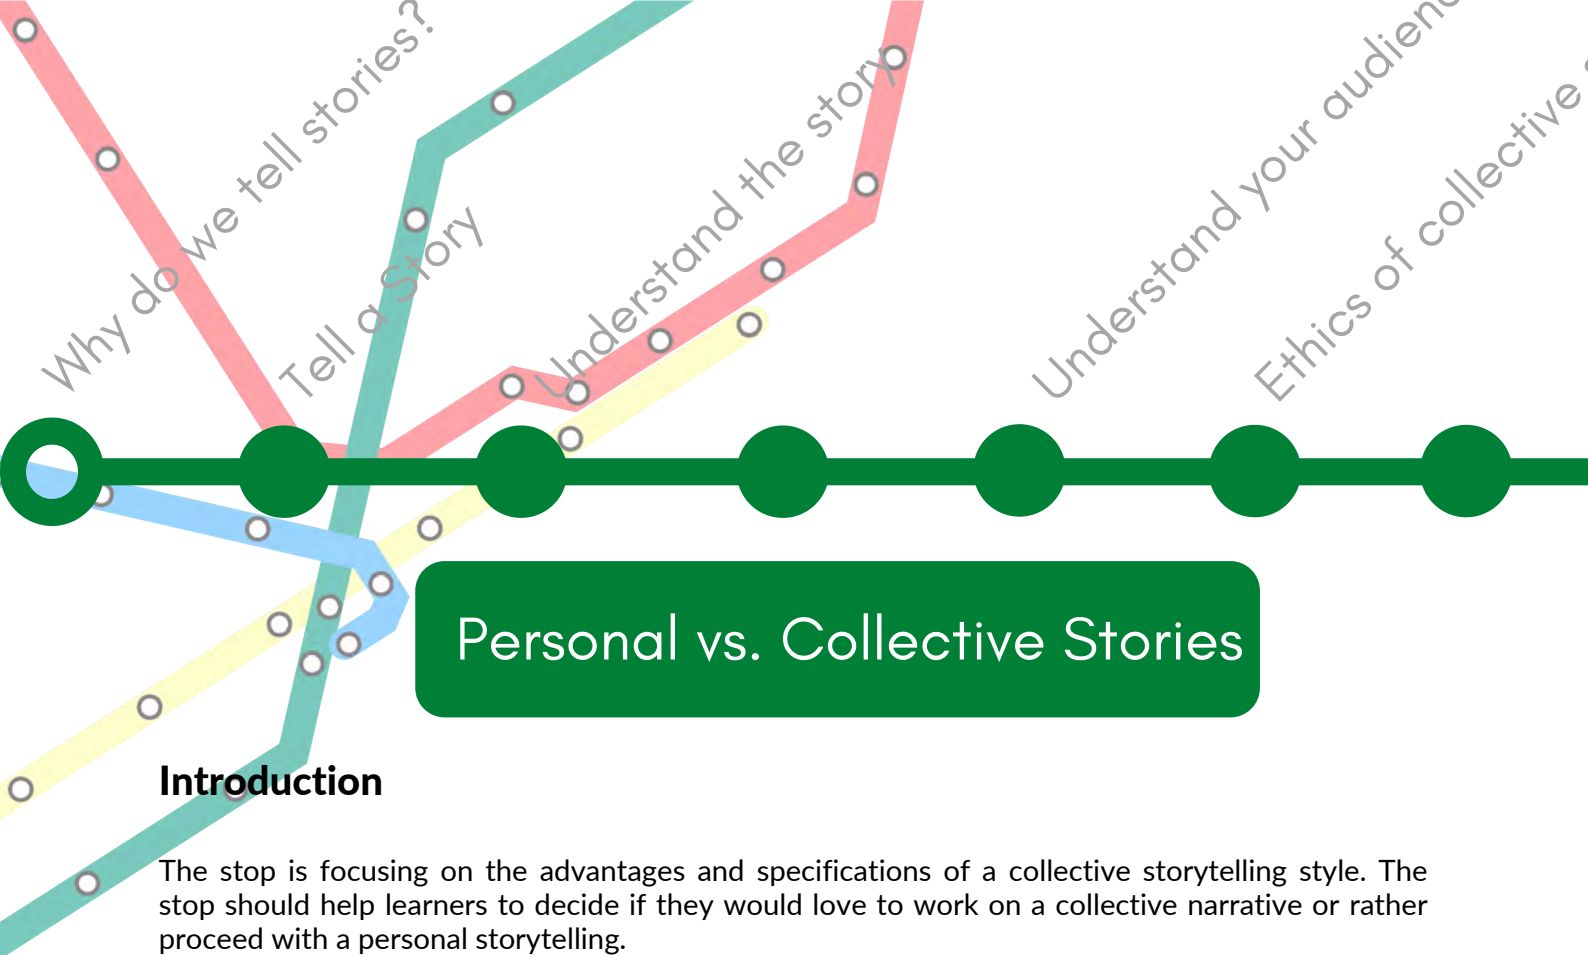 Why do we tell stories?
Tell a Story
Understand the story
Understand your
Ethics of collective
Personal vs. Collective Stories
Introduction
The stop is focusing on the advantages and specifications of a collective storytelling style. The
stop should help learners to decide if they would love to work on a collective narrative or rather
proceed with a personal storytelling.